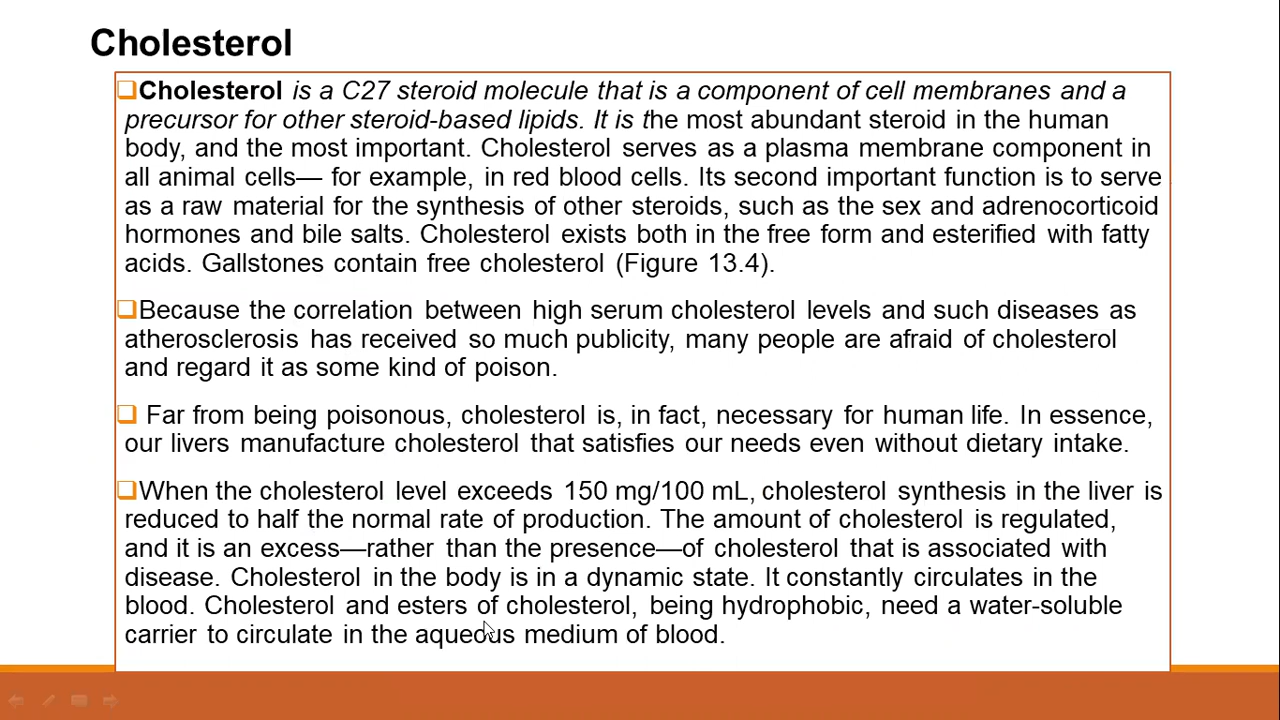 Cholesterol
Cholesterol is a C27 steroid molecule that is a component of cell membranes and a
precursor for other steroid-based lipids. It is the most abundant steroid in the human
body, and the most important. Cholesterol serves as a plasma membrane component in
all animal cells— for example, in red blood cells. Its second important function is to serve
as a raw material for the synthesis of other steroids, such as the sex and adrenocorticoid
hormones and bile salts. Cholesterol exists both in the free form and esterified with fatty
acids. Gallstones contain free cholesterol (Figure 13.4).
Because the correlation between high serum cholesterol levels and such diseases as
atherosclerosis has received so much publicity, many people are afraid of cholesterol
and regard it as some kind of poison.
Far from being poisonous, cholesterol is, in fact, necessary for human life. In essence,
our livers manufacture cholesterol that satisfies our needs even without dietary intake.
When the cholesterol level exceeds 150 mg/100 mL, cholesterol synthesis in the liver is
reduced to half the normal rate of production. The amount of cholesterol is regulated,
and it is an excess—rather than the presence—of cholesterol that is associated with
disease. Cholesterol in the body is in a dynamic state. It constantly circulates in the
blood. Cholesterol and esters of cholesterol, being hydrophobic, need a water-soluble
carrier to circulate in the aqueous medium of blood.